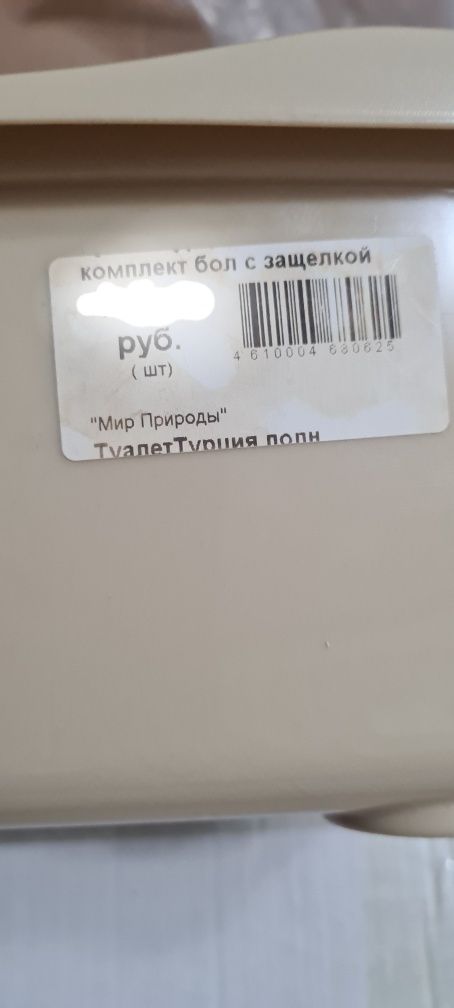 комплект бол с защелкой
руб.
( шт)
4 610004 680625
"Мир Природы"
ТуалетТурция полн